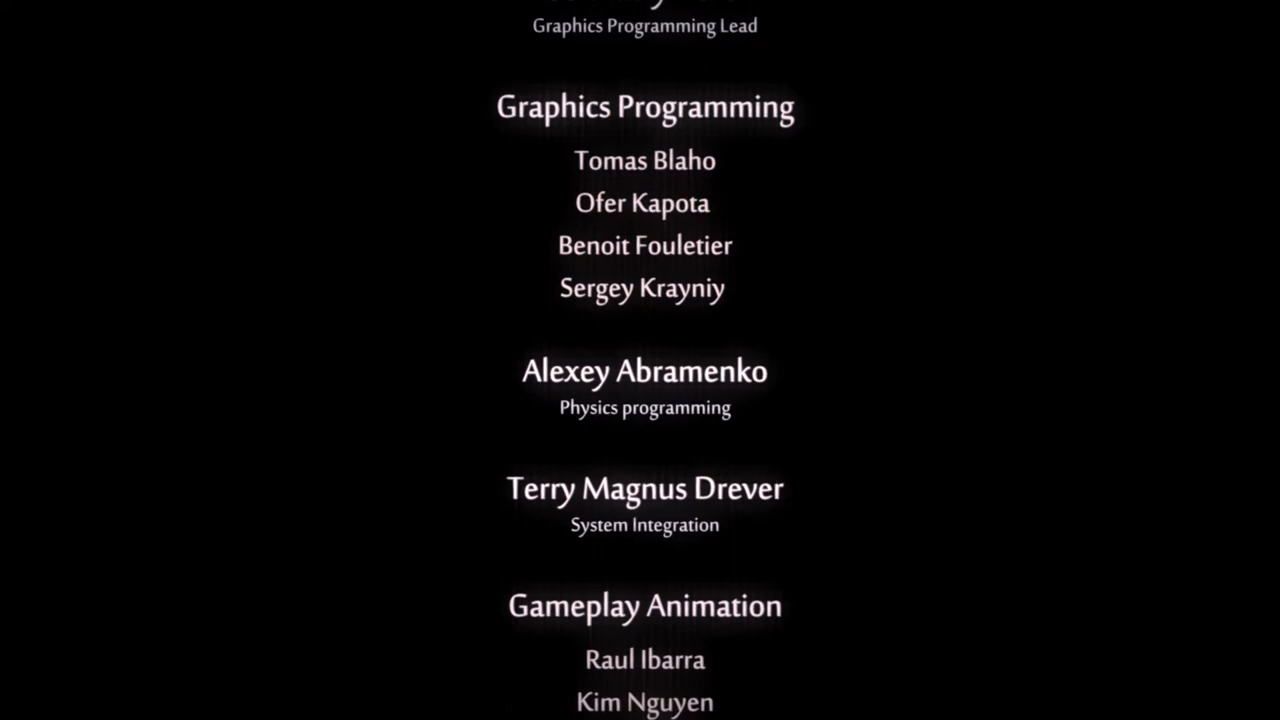 Graphics Programming Lead
Graphics Programming
Tomas Blaho
Ofer Kapota
Benoit Fouletier
Sergey Krayniy
Alexey Abramenko
Physics programming
Terry Magnus Drever
System Integration
Gameplay Animation
Raul Ibarra
Kim Nguyen